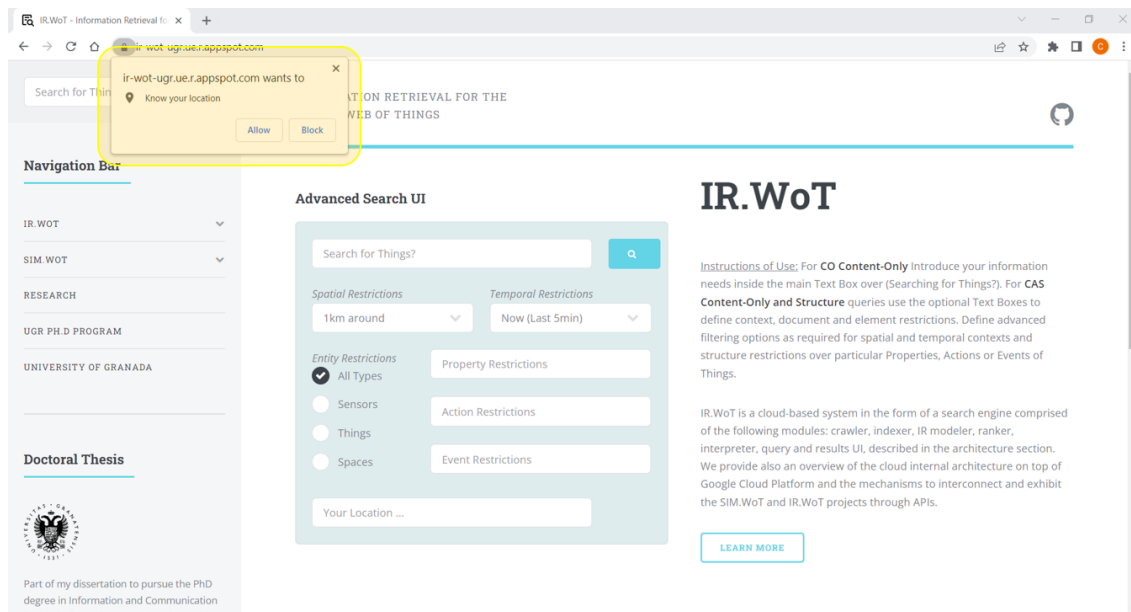 IR.WoT - Information Retrieval fo
ir-wot-ugr.ue.r.appspot.com
C
ir-wot-ugr.ue.r.appspot.com wants to
Know your location
Allow
Block
Search for Thin
ATION RETRIEVAL FOR THE
WEB OF THINGS
Navigation Bar
IR.WOT
SIM.WOT
RESEARCH
UGR PH.D PROGRAM
UNIVERSITY OF GRANADA
Doctoral Thesis
Part of my dissertation to pursue the PhD
degree in Information and Communication
Advanced Search UI
Search for Things?
Spatial Restrictions
Temporal Restrictions
1km around
Now (Last 5min)
Entity Restrictions
All Types
Sensors
Things
Spaces
Property Restrictions
Action Restrictions
Event Restrictions
Your Location ...
IR.WoT
Instructions of Use: For CO Content-Only Introduce your information
needs inside the main Text Box over (Searching for Things?). For CAS
Content-Only and Structure queries use the optional Text Boxes to
define context, document and element restrictions. Define advanced
filtering options as required for spatial and temporal contexts and
structure restrictions over particular Properties, Actions or Events of
Things.
IR.WoT is a cloud-based system in the form of a search engine comprised
of the following modules: crawler, indexer, IR modeler, ranker,
interpreter, query and results UI, described in the architecture section.
We provide also an overview of the cloud internal architecture on top of
Google Cloud Platform and the mechanisms to interconnect and exhibit
the SIM.WoT and IR.WoT projects through APIs.
LEARN MORE